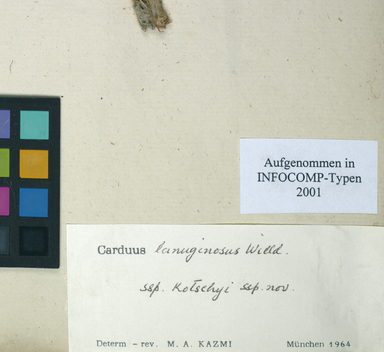 Aufgenommen in
INFOCOMP-Typen
2001
Carduus lanuginosus Willd.
ssp. Kotschyi ssp. nov.
Determ – rev. M. A. KAZMI München 1964